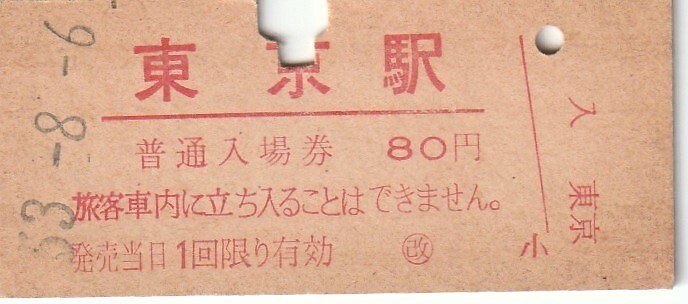 東京駅
普通入場券 80円
旅客車内に立ち入ることはできません。
発売当日1回限り有効 ㊢
53-8-6
入 東京
小